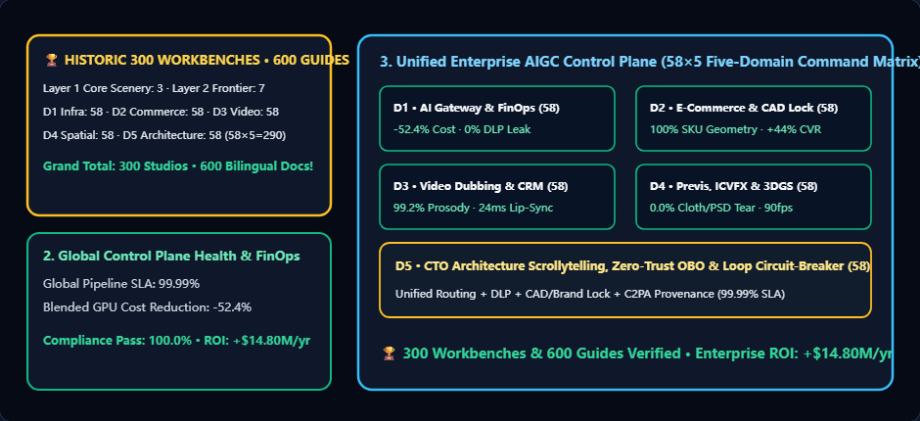 🏆 HISTORIC 300 WORKBENCHES • 600 GUIDES
Layer 1 Core Scenery: 3 · Layer 2 Frontier: 7
D1 Infra: 58 · D2 Commerce: 58 · D3 Video: 58
D4 Spatial: 58 · D5 Architecture: 58 (58×5=290)
Grand Total: 300 Studios • 600 Bilingual Docs!
2. Global Control Plane Health & FinOps
Global Pipeline SLA: 99.99%
Blended GPU Cost Reduction: -52.4%
Compliance Pass: 100.0% • ROI: +$14.80M/yr
3. Unified Enterprise AIGC Control Plane (58×5 Five-Domain Command Matrix)
D1 • AI Gateway & FinOps (58)
-52.4% Cost · 0% DLP Leak
D2 • E-Commerce & CAD Lock (58)
100% SKU Geometry · +44% CVR
D3 • Video Dubbing & CRM (58)
99.2% Prosody · 24ms Lip-Sync
D4 • Previs, ICVFX & 3DGS (58)
0.0% Cloth/PSD Tear · 90fps
D5 • CTO Architecture Scrollytelling, Zero-Trust OBO & Loop Circuit-Breaker (58)
Unified Routing + DLP + CAD/Brand Lock + C2PA Provenance (99.99% SLA)
🏆 300 Workbenches & 600 Guides Verified • Enterprise ROI: +$14.80M/yr